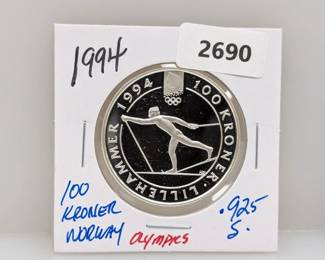 1994
2690
LILLEHAMMER 1994
100 KRONER
100
KRONER
NORWAY
Olympics
.925
S.